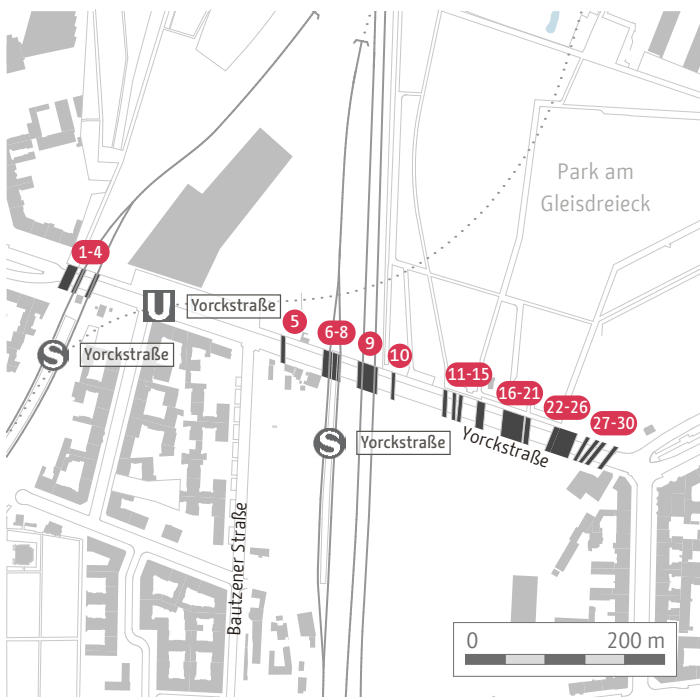 Park am
Gleisdreieck
1-4
U
Yorckstraße
5
6-8
9
S
Yorckstraße
10
11-15
16-21
22-26
27-30
Yorckstraße
S
Yorckstraße
Bautzener Straße
0
200 m